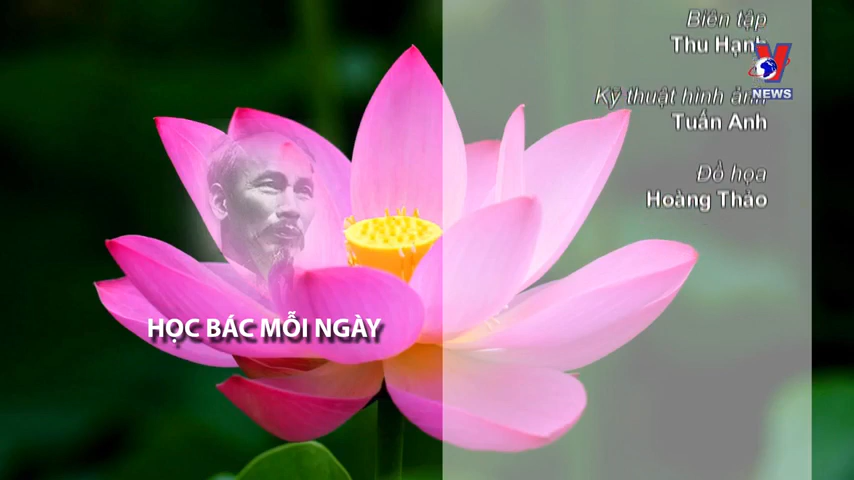 Biên tập
Thu Hạnh
V
NEWS
Kỹ thuật hình ảnh
Tuấn Anh
Đồ họa
Hoàng Thảo
HỌC BÁC MỖI NGÀY